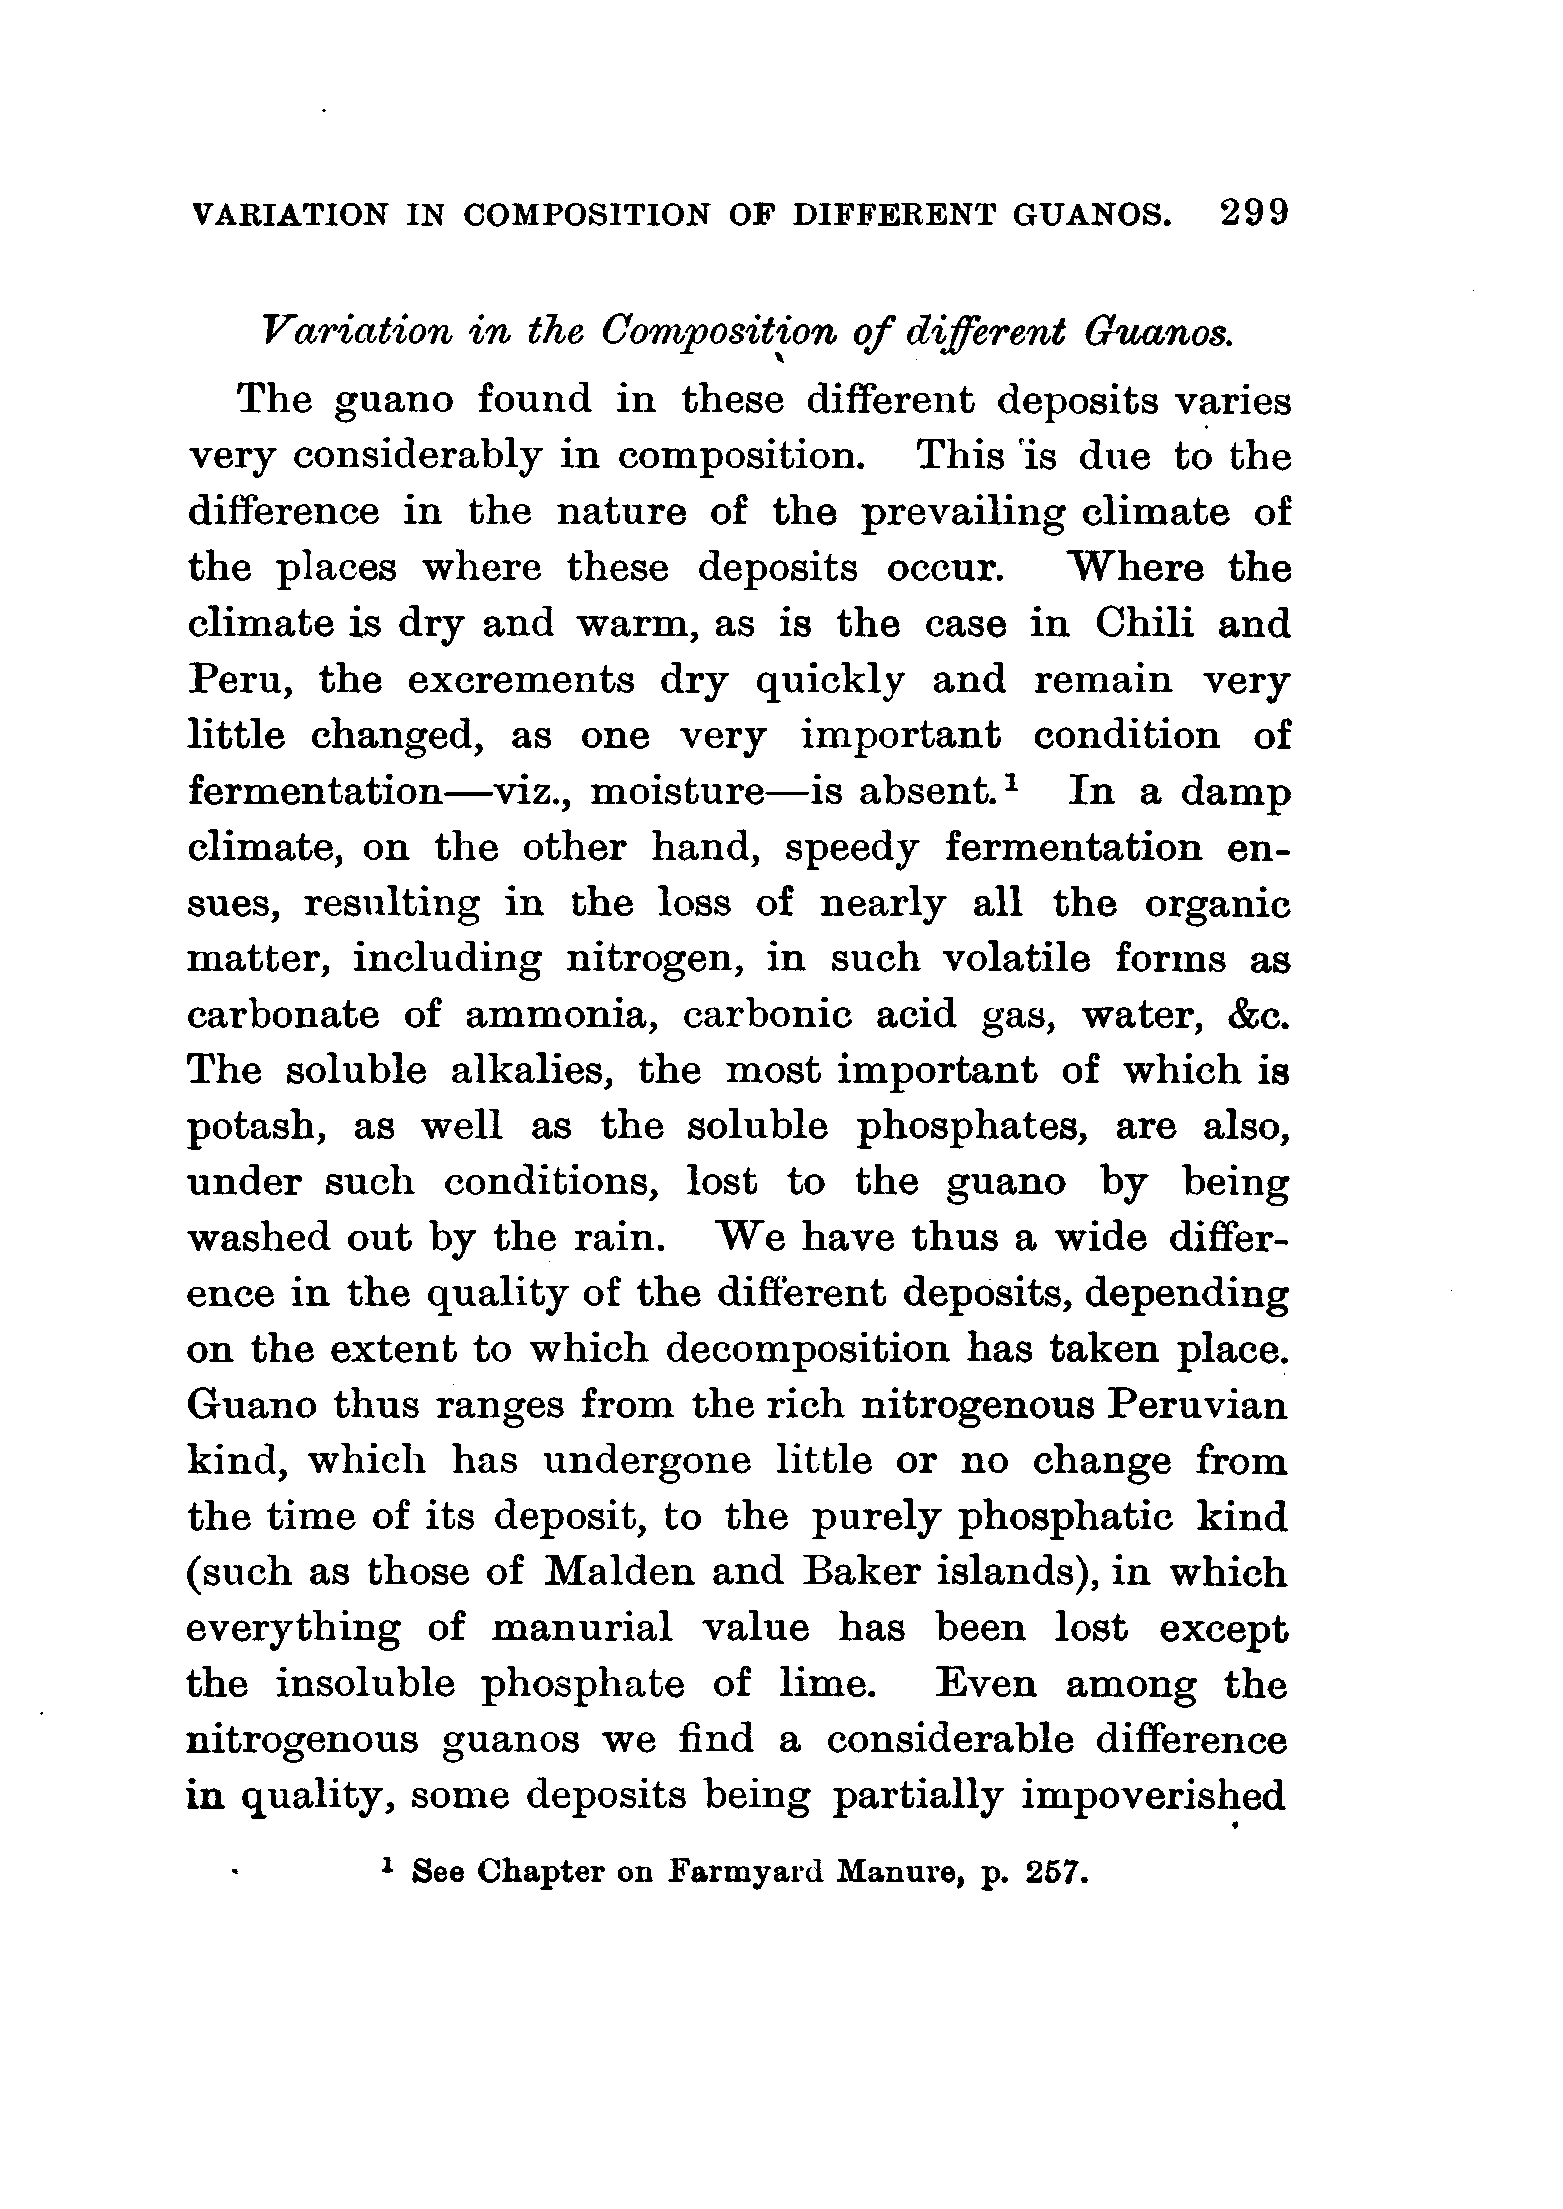 VARIATION IN COMPOSITION OF DIFFERENT GUANOS. 299
Variation in the Composition of different Guanos.
The guano found in these different deposits varies
very considerably in composition. This is due to the
difference in the nature of the prevailing climate of
the places where these deposits occur. Where the
climate is dry and warm, as is the case in Chili and
Peru, the excrements dry quickly and remain very
little changed, as one very important condition of
fermentation—viz., moisture—is absent.¹ In a damp
climate, on the other hand, speedy fermentation en-
sues, resulting in the loss of nearly all the organic
matter, including nitrogen, in such volatile forms as
carbonate of ammonia, carbonic acid gas, water, &c.
The soluble alkalies, the most important of which is
potash, as well as the soluble phosphates, are also,
under such conditions, lost to the guano by being
washed out by the rain. We have thus a wide differ-
ence in the quality of the different deposits, depending
on the extent to which decomposition has taken place.
Guano thus ranges from the rich nitrogenous Peruvian
kind, which has undergone little or no change from
the time of its deposit, to the purely phosphatic kind
(such as those of Malden and Baker islands), in which
everything of manurial value has been lost except
the insoluble phosphate of lime. Even among the
nitrogenous guanos we find a considerable difference
in quality, some deposits being partially impoverished
¹ See Chapter on Farmyard Manure, p. 257.